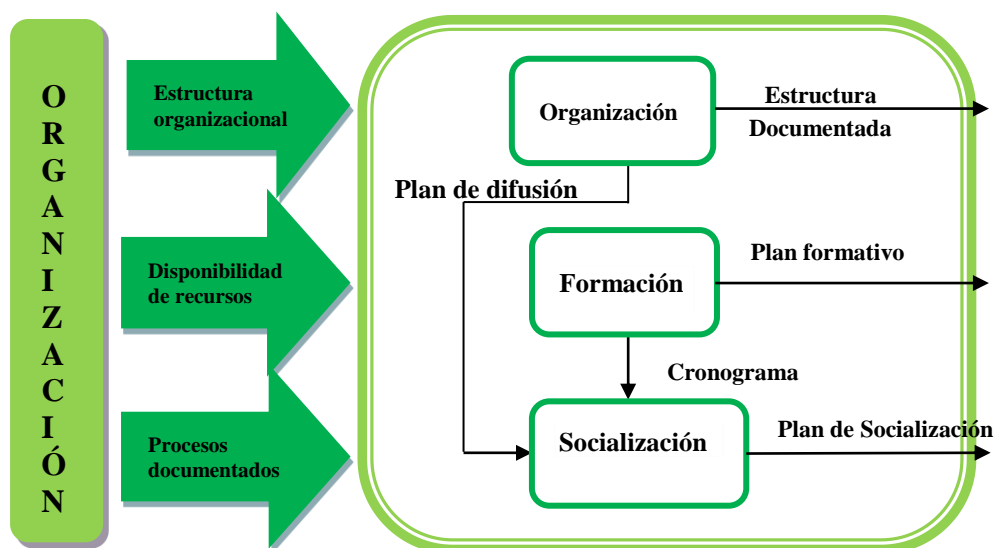 ORGANIZACIÓN
Estructura
organizacional
Disponibilidad
de recursos
Procesos
documentados
Organización
Estructura
Documentada
Plan de difusión
Formación
Plan formativo
Cronograma
Socialización
Plan de Socialización